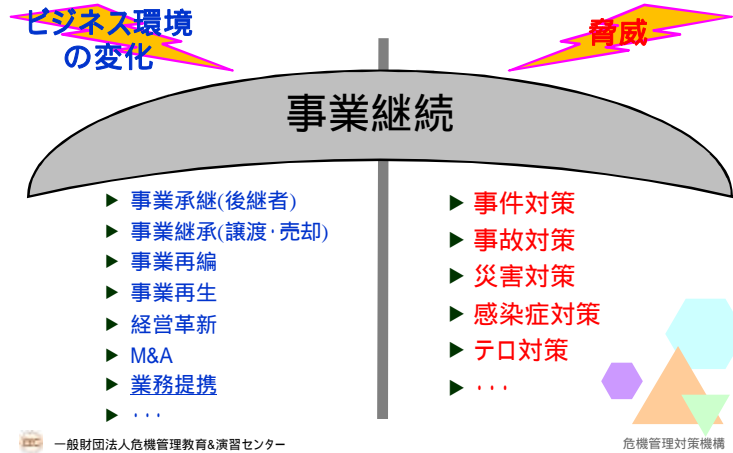 ビジネス環境
の変化
脅威
事業継続
事業承継(後継者)
事業継承(譲渡・売却)
事業再編
事業再生
経営革新
M&A
業務提携
・・・
事件対策
事故対策
災害対策
感染症対策
テロ対策
・・・
一般財団法人危機管理教育&演習センター
危機管理対策機構